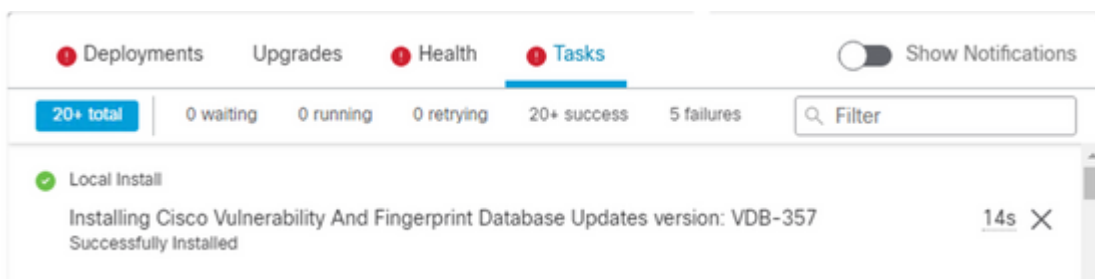 Deployments Upgrades Health Tasks Show Notifications
20+ total 0 waiting 0 running 0 retrying 20+ success 5 failures Filter
Local Install
Installing Cisco Vulnerability And Fingerprint Database Updates version: VDB-357 14s
Successfully Installed